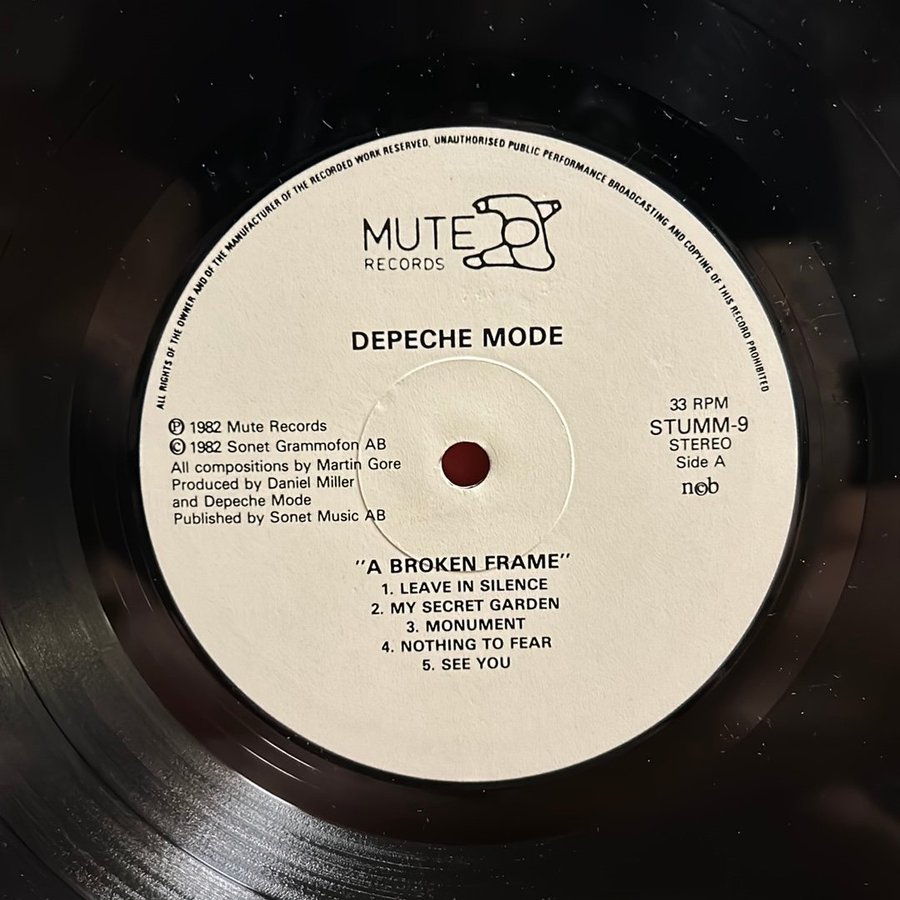 ALL RIGHTS OF THE OWNER AND OF THE MANUFACTURER OF THE RECORDED WORK RESERVED, UNAUTHORISED PUBLIC PERFORMANCE BROADCASTING AND COPYING OF THIS RECORD PROHIBITED
MUTE
RECORDS
DEPECHE MODE
℗ 1982 Mute Records
© 1982 Sonet Grammofon AB
All compositions by Martin Gore
Produced by Daniel Miller
and Depeche Mode
Published by Sonet Music AB
33 RPM
STUMM-9
STEREO
Side A
n©b
"A BROKEN FRAME"
1. LEAVE IN SILENCE
2. MY SECRET GARDEN
3. MONUMENT
4. NOTHING TO FEAR
5. SEE YOU